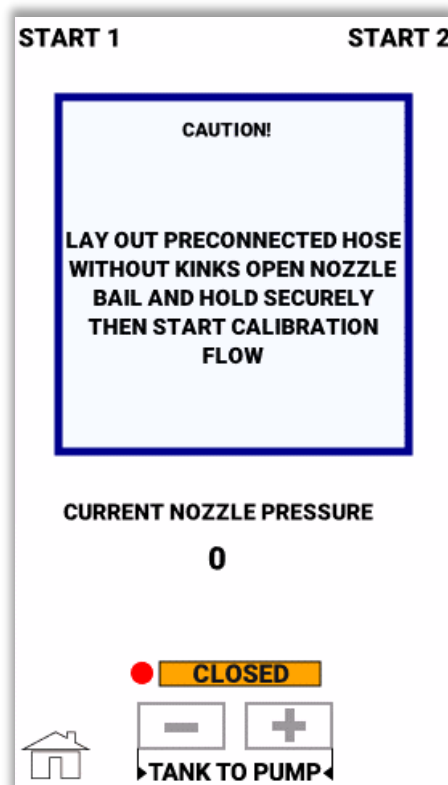 START 1 START 2
CAUTION!
LAY OUT PRECONNECTED HOSE
WITHOUT KINKS OPEN NOZZLE
BAIL AND HOLD SECURELY
THEN START CALIBRATION
FLOW
CURRENT NOZZLE PRESSURE
0
CLOSED
- +
TANK TO PUMP